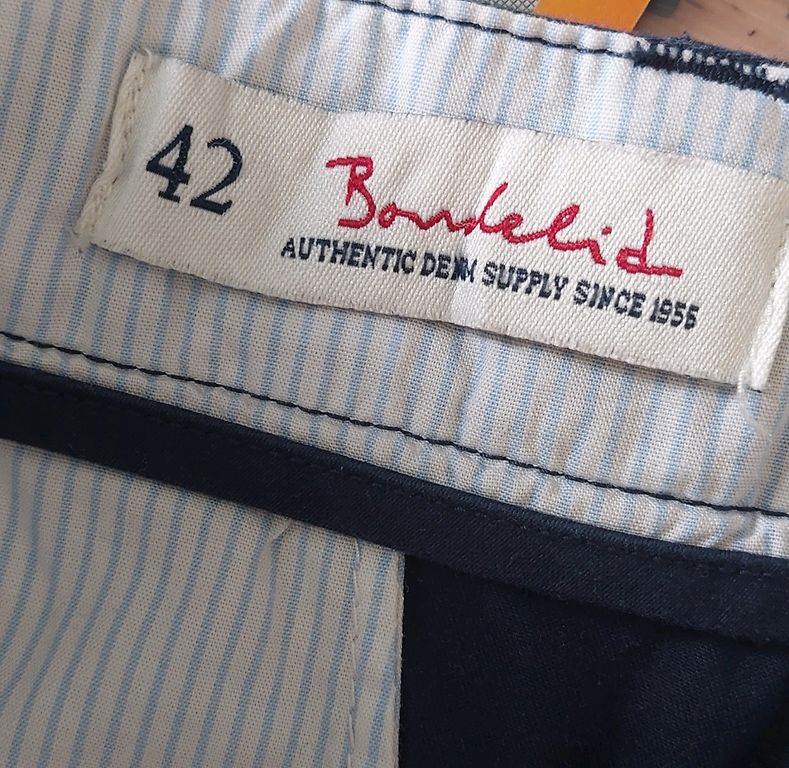 42
Bondelid
AUTHENTIC DENIM SUPPLY SINCE 1956